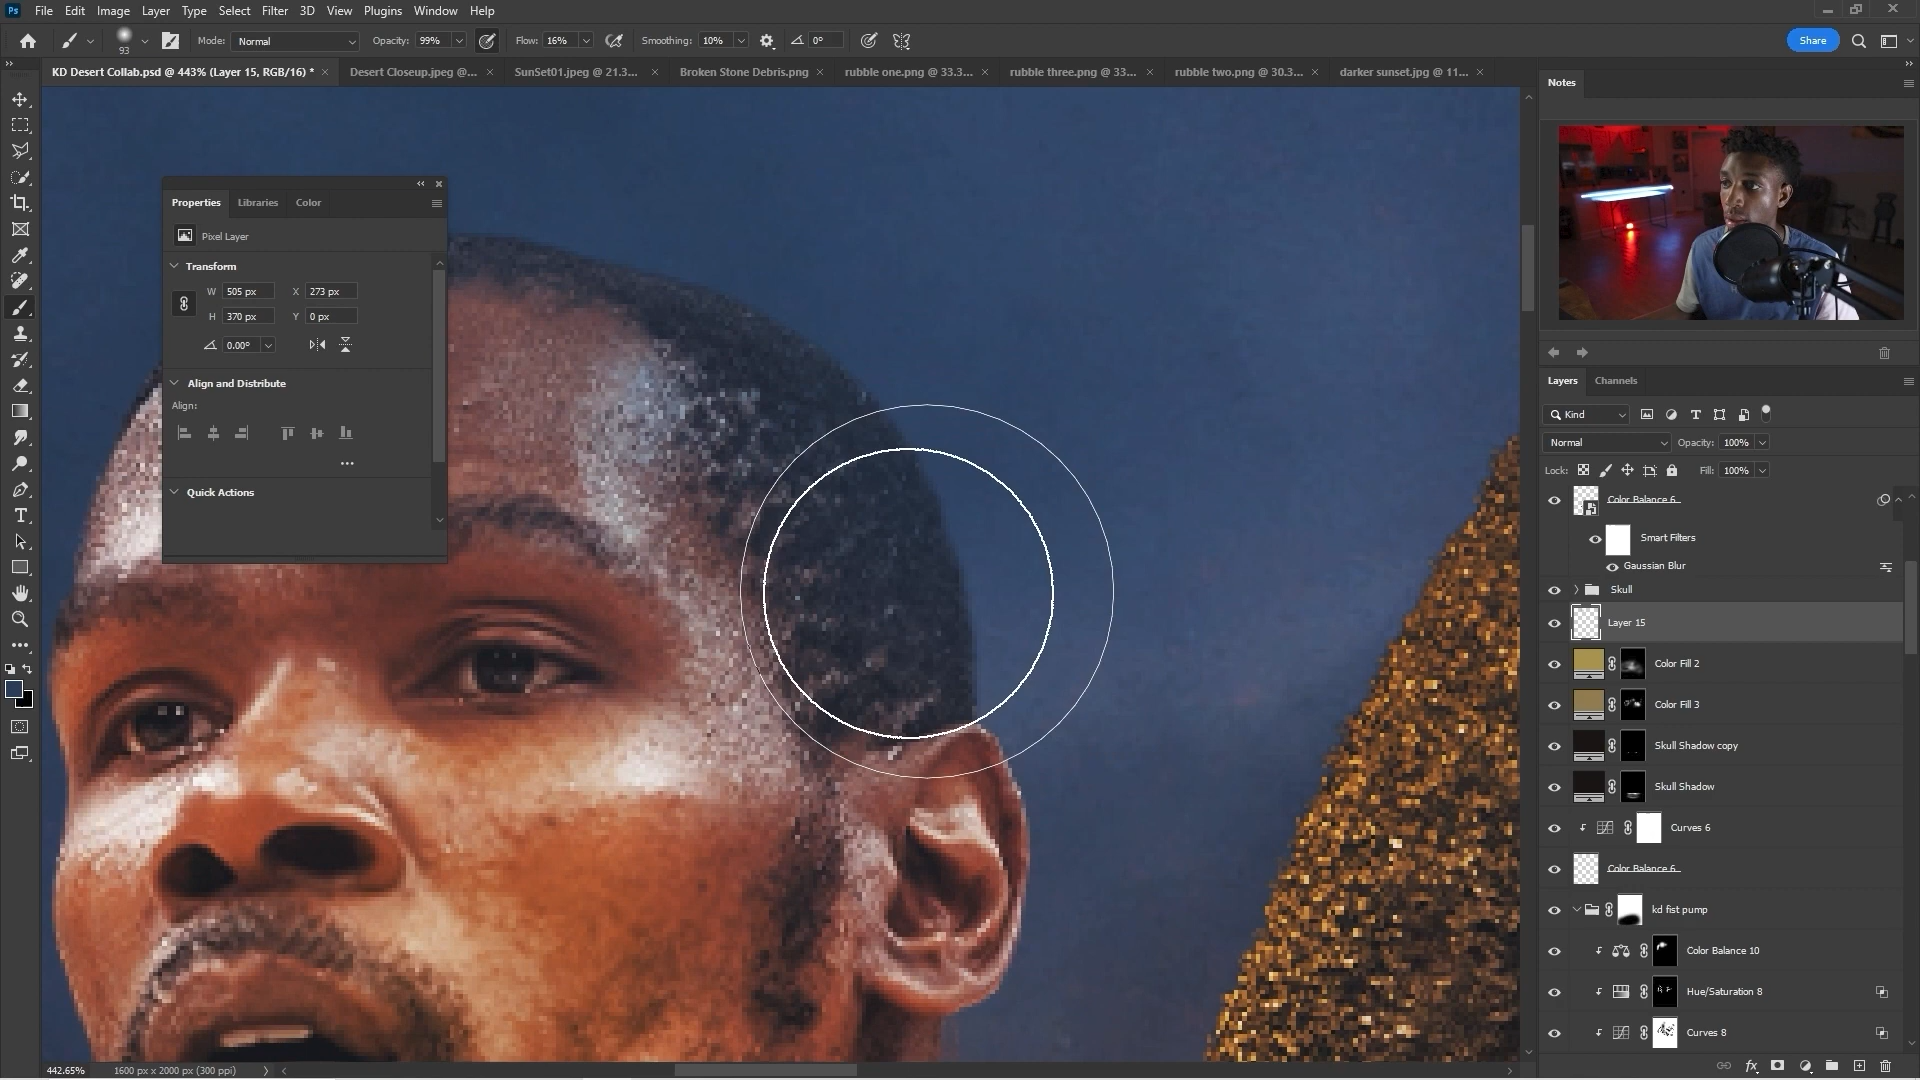 Ps File Edit Image Layer Type Select Filter 3D View Plugins Window Help
93 Mode: Normal Opacity: 99% Flow: 16% Smoothing: 10% 0° Share
KD Desert Collab.psd @ 443% (Layer 15, RGB/16) * Desert Closeup.jpeg @... SunSet01.jpeg @ 21.3... Broken Stone Debris.png rubble one.png @ 33.3... rubble three.png @ 33... rubble two.png @ 30.3... darker sunset.jpg @ 11...
Notes
Properties Libraries Color
Pixel Layer
Transform
W 505 px X 273 px
H 370 px Y 0 px
0.00°
Align and Distribute
Align:
Quick Actions
Layers Channels
Kind
Normal Opacity: 100%
Lock: Fill: 100%
Color Balance 6
Smart Filters
Gaussian Blur
Skull
Layer 15
Color Fill 2
Color Fill 3
Skull Shadow copy
Skull Shadow
Curves 6
Color Balance 6
kd fist pump
Color Balance 10
Hue/Saturation 8
Curves 8
442.65% 1600 px x 2000 px (300 ppi)